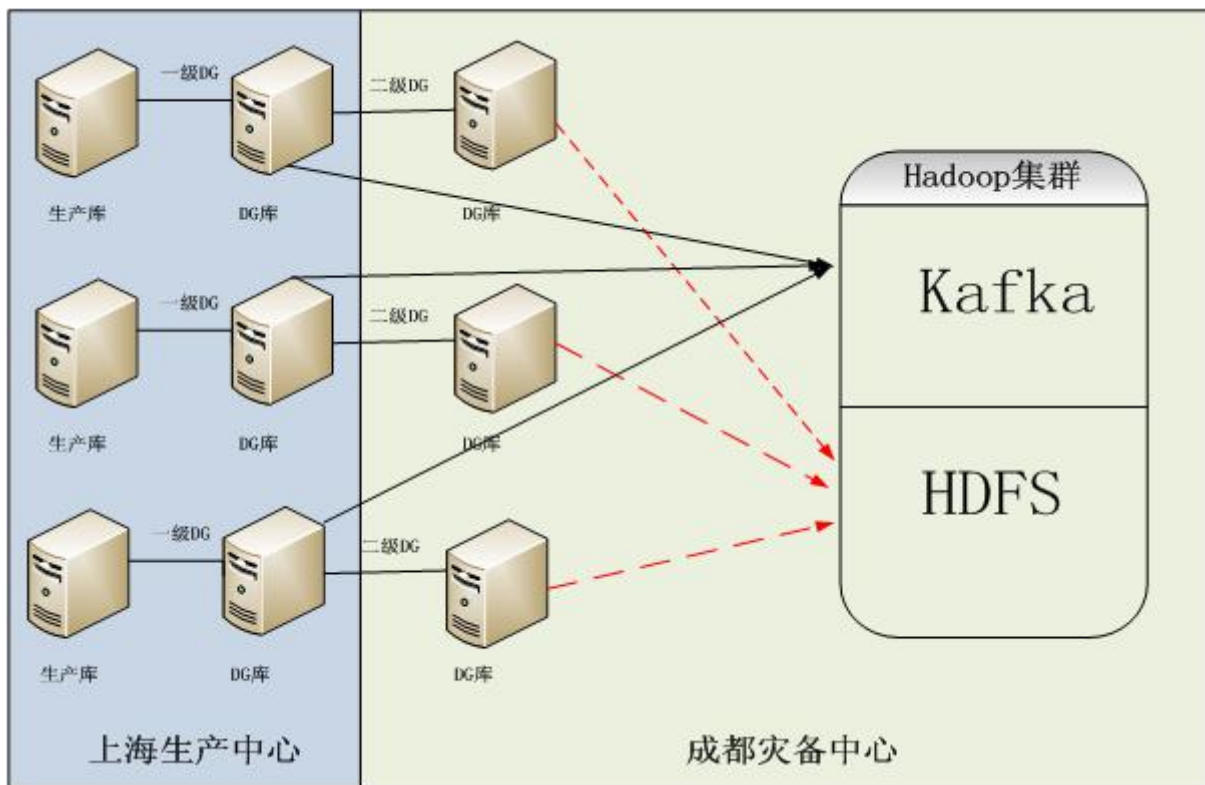 一级DG
二级DG
Hadoop集群
生产库
DG库
DG库
一级DG
二级DG
Kafka
生产库
DG库
DG库
HDFS
一级DG
二级DG
生产库
DG库
DG库
上海生产中心
成都灾备中心